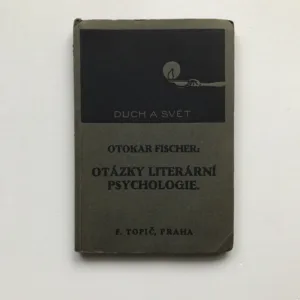 DUCH A SVĚT
OTOKAR FISCHER:
OTÁZKY LITERÁRNÍ
PSYCHOLOGIE.
F. TOPIČ, PRAHA